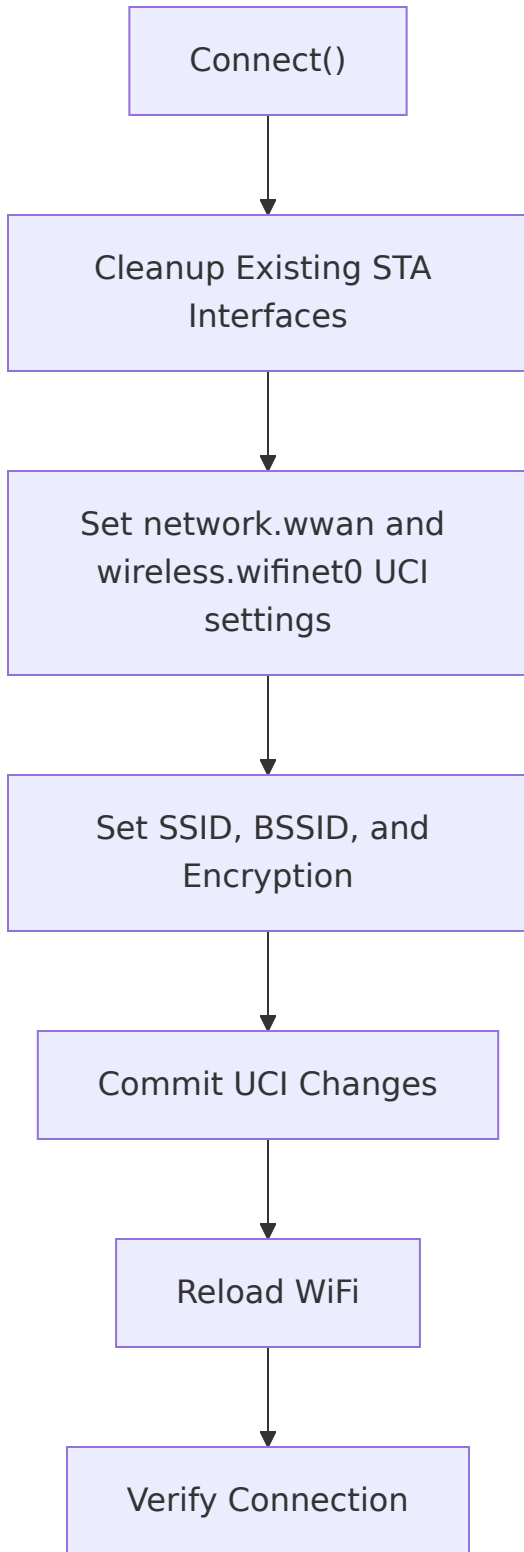 Connect()
Cleanup Existing STA
Interfaces
Set network.wwan and
wireless.wifinet0 UCI
settings
Set SSID, BSSID, and
Encryption
Commit UCI Changes
Reload WiFi
Verify Connection